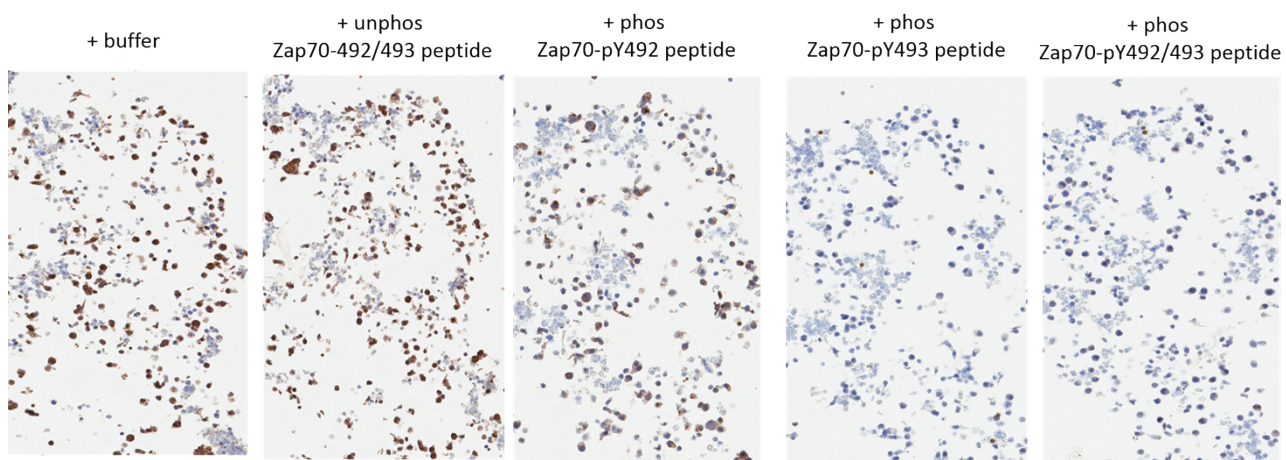 + buffer
+ unphos
Zap70-492/493 peptide
+ phos
Zap70-pY492 peptide
+ phos
Zap70-pY493 peptide
+ phos
Zap70-pY492/493 peptide